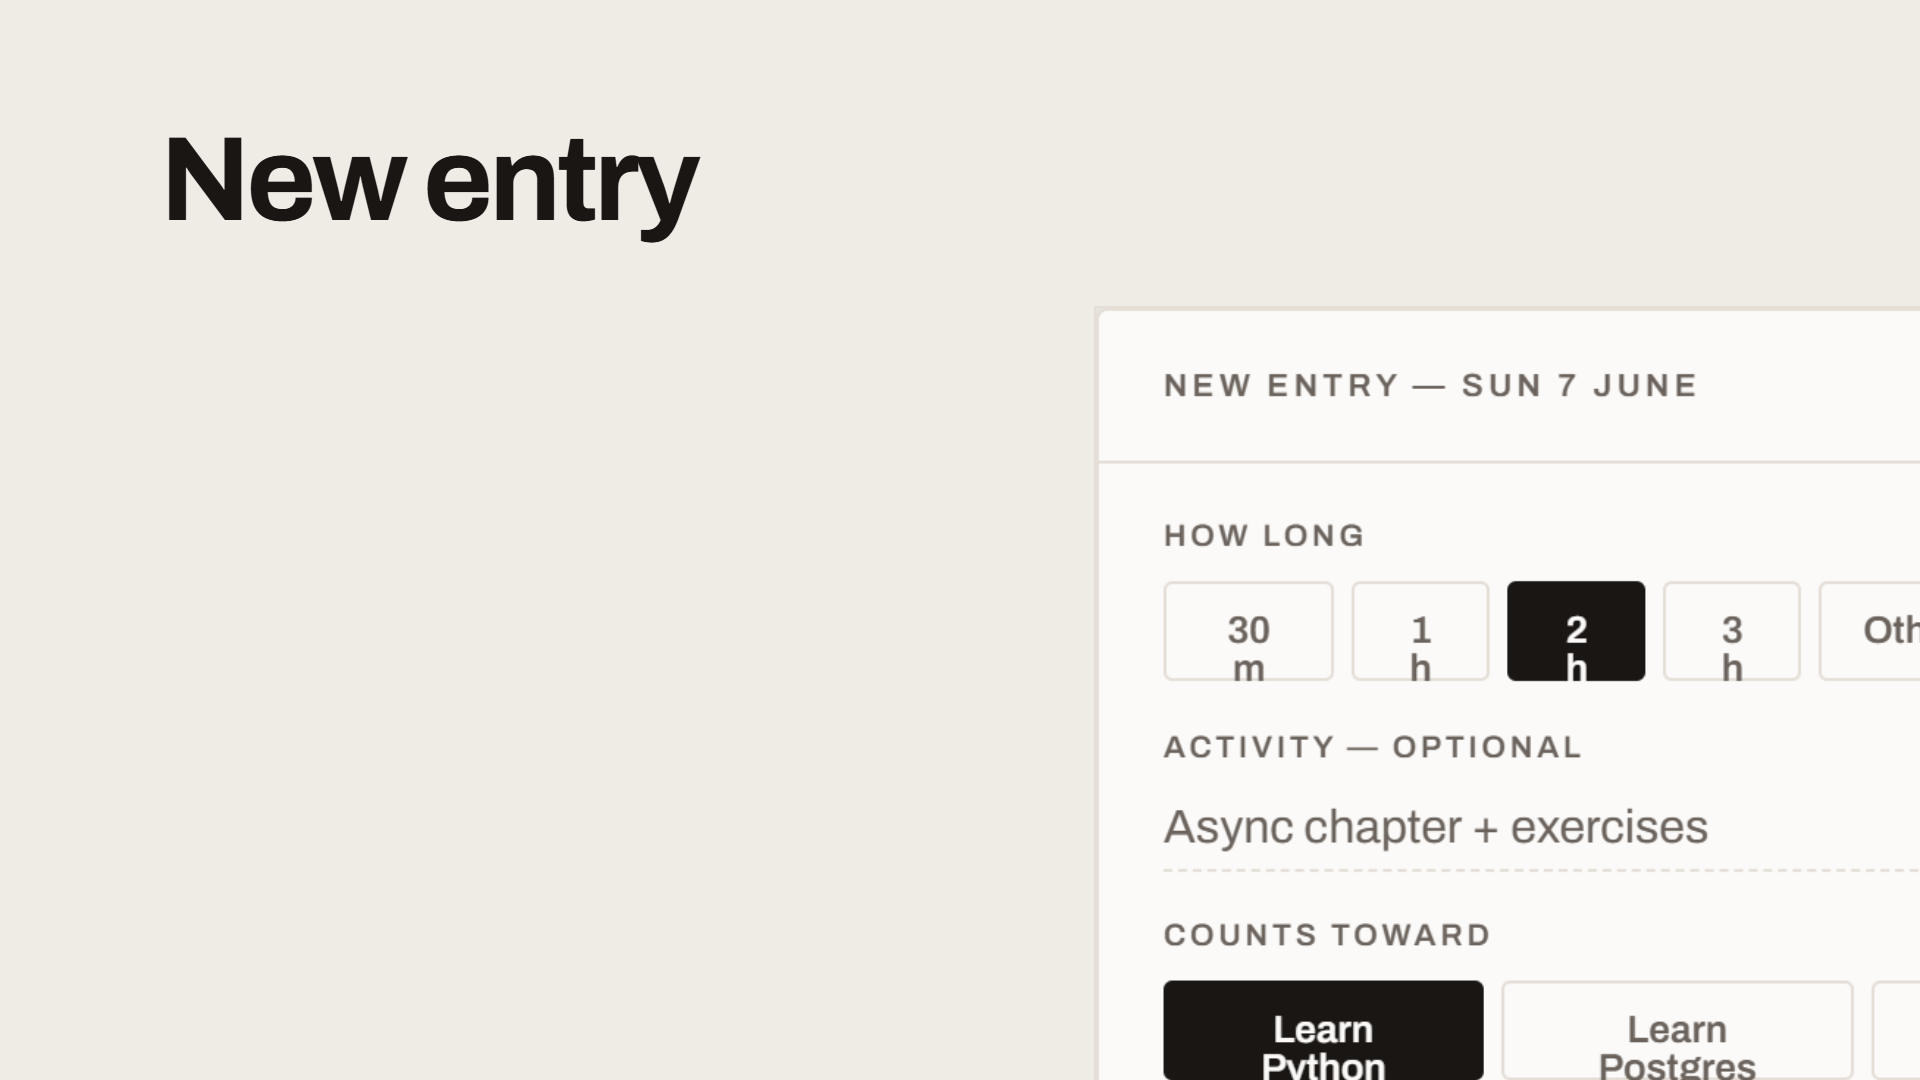 New entry
NEW ENTRY — SUN 7 JUNE
HOW LONG
30 m
1 h
2 h
3 h
ACTIVITY — OPTIONAL
Async chapter + exercises
COUNTS TOWARD
Learn Python
Learn Postgres